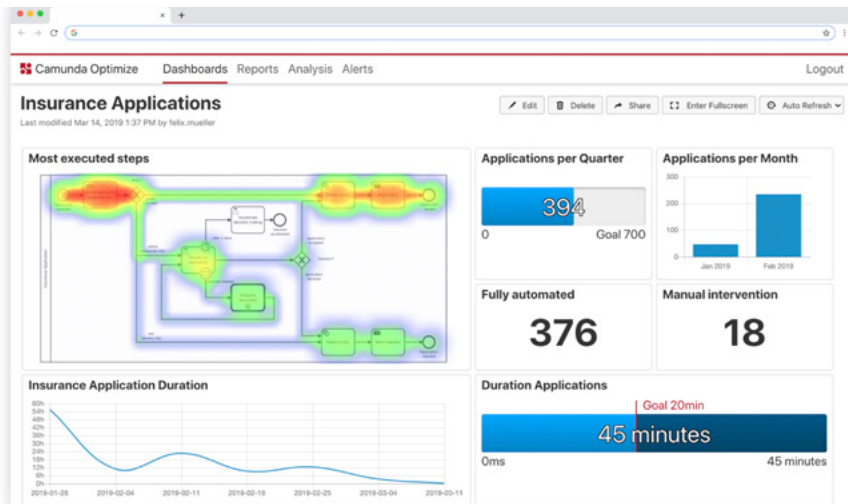 Camunda Optimize
Dashboards Reports Analysis Alerts
Logout
Insurance Applications
Last modified Mar 14, 2019 1:37 PM by felix.mueller
Edit
Delete
Share
Enter Fullscreen
Auto Refresh
Most executed steps
Insurance Application
Applications per Quarter
394
0
Goal 700
Applications per Month
300
200
100
0
Jan 2019
Feb 2019
Fully automated
376
Manual intervention
18
Insurance Application Duration
60h
54h
48h
42h
36h
30h
24h
18h
12h
6h
0h
2019-01-28
2019-02-04
2019-02-11
2019-02-18
2019-02-25
2019-03-04
2019-03-11
Duration Applications
Goal 20min
45 minutes
0ms
45 minutes